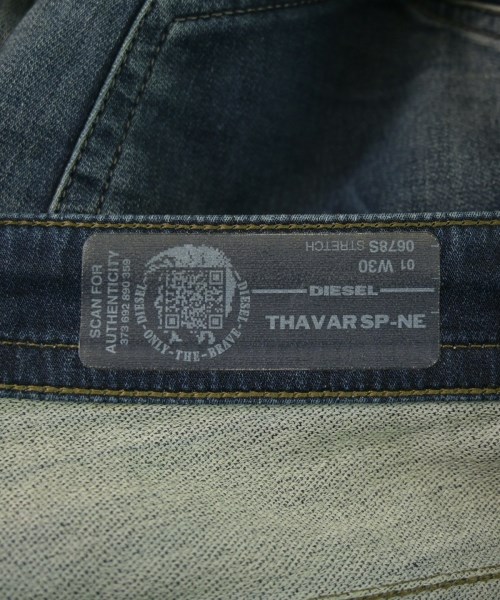 SCAN FOR
AUTHENTICITY
373 692 890 359
DIESEL
-ONLY-THE-BRAVE-
DIESEL
0678S STRETCH
01 W30
DIESEL
THAVAR SP-NE